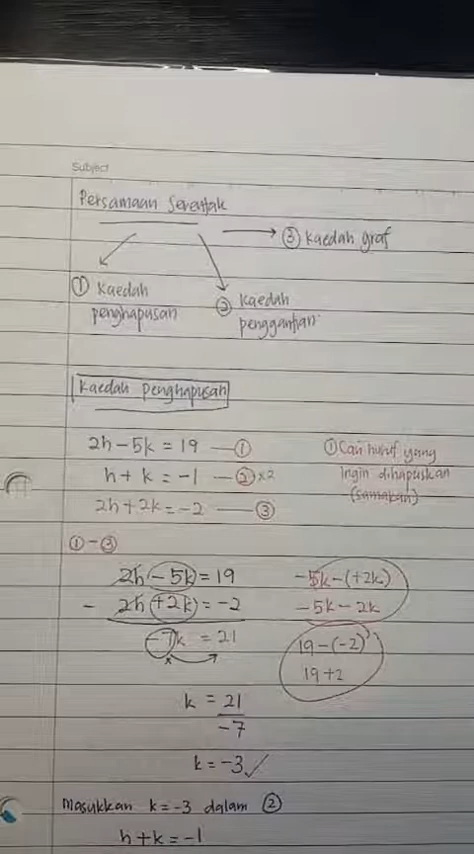 Subject
Persamaan Serentak
③ Kaedah graf
① Kaedah penghapusan
② Kaedah penggantian
Kaedah Penghapusan
2h - 5k = 19 — ①
h + k = -1 — ② ×2
2h + 2k = -2 — ③
① Cari huruf yang
ingin dihapuskan
(samakan)
① - ③
2h - 5k = 19
- 2h + 2k = -2
-7k = 21
-5k - (+2k)
-5k - 2k
19 - (-2)
19 + 2
k = 21
-7
k = -3 ✓
Masukkan k = -3 dalam ②
h + k = -1